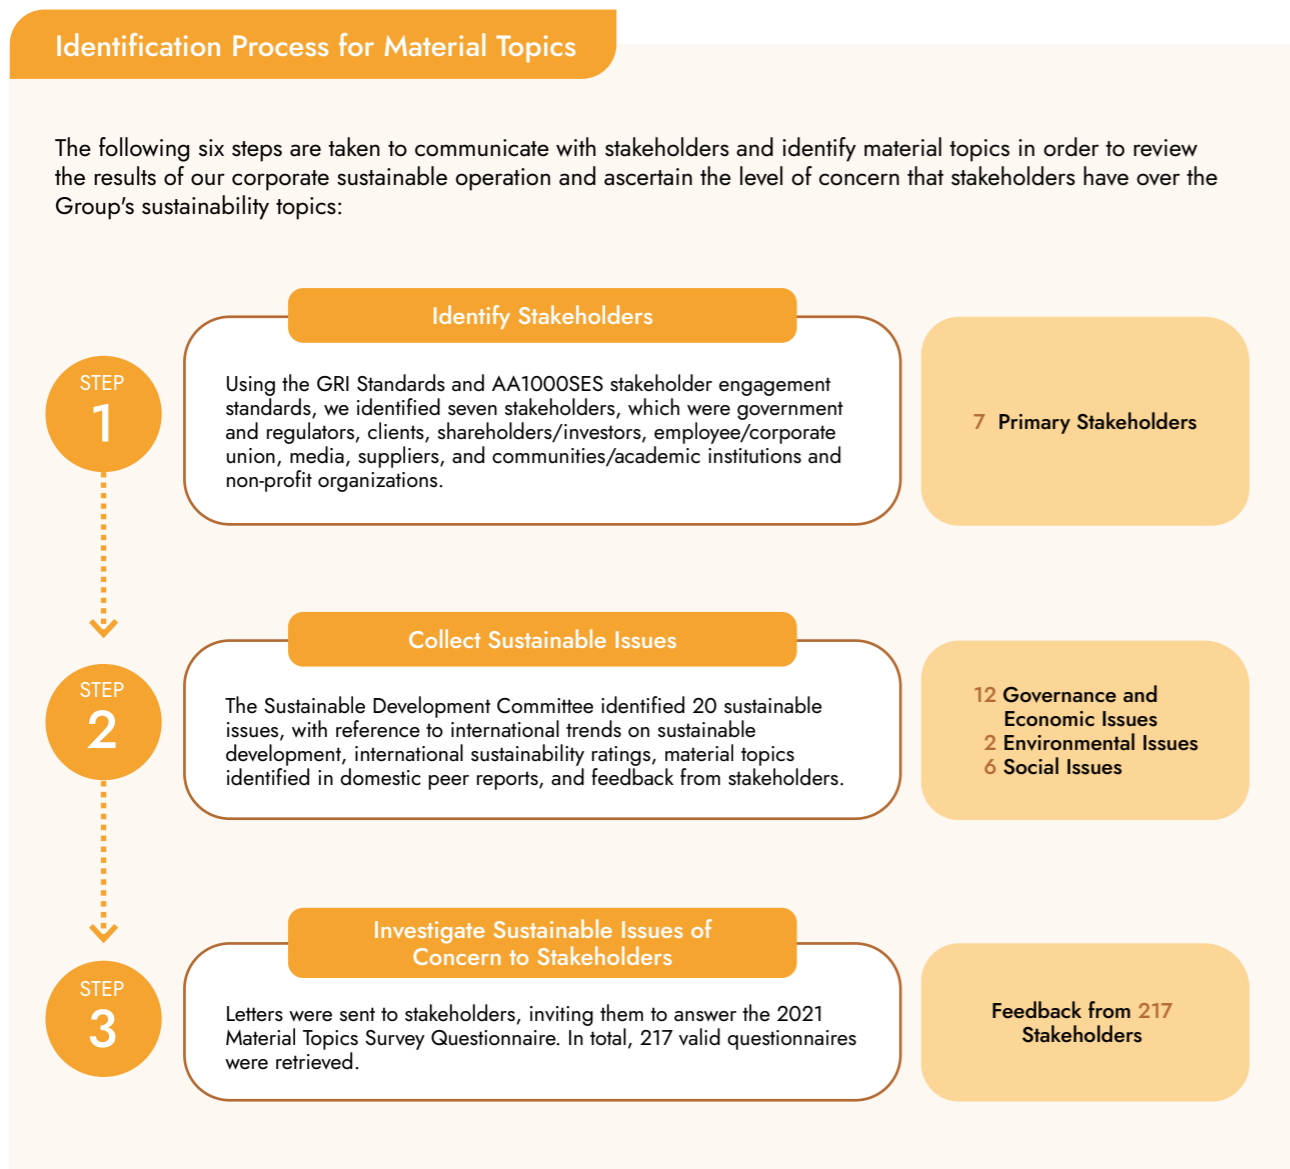 Identification Process for Material Topics
The following six steps are taken to communicate with stakeholders and identify material topics in order to review
the results of our corporate sustainable operation and ascertain the level of concern that stakeholders have over the
Group's sustainability topics:
STEP
1
Identify Stakeholders
Using the GRI Standards and AA1000SES stakeholder engagement
standards, we identified seven stakeholders, which were government
and regulators, clients, shareholders/investors, employee/corporate
union, media, suppliers, and communities/academic institutions and
non-profit organizations.
7 Primary Stakeholders
STEP
2
Collect Sustainable Issues
The Sustainable Development Committee identified 20 sustainable
issues, with reference to international trends on sustainable
development, international sustainability ratings, material topics
identified in domestic peer reports, and feedback from stakeholders.
12 Governance and
Economic Issues
2 Environmental Issues
6 Social Issues
STEP
3
Investigate Sustainable Issues of
Concern to Stakeholders
Letters were sent to stakeholders, inviting them to answer the 2021
Material Topics Survey Questionnaire. In total, 217 valid questionnaires
were retrieved.
Feedback from 217
Stakeholders